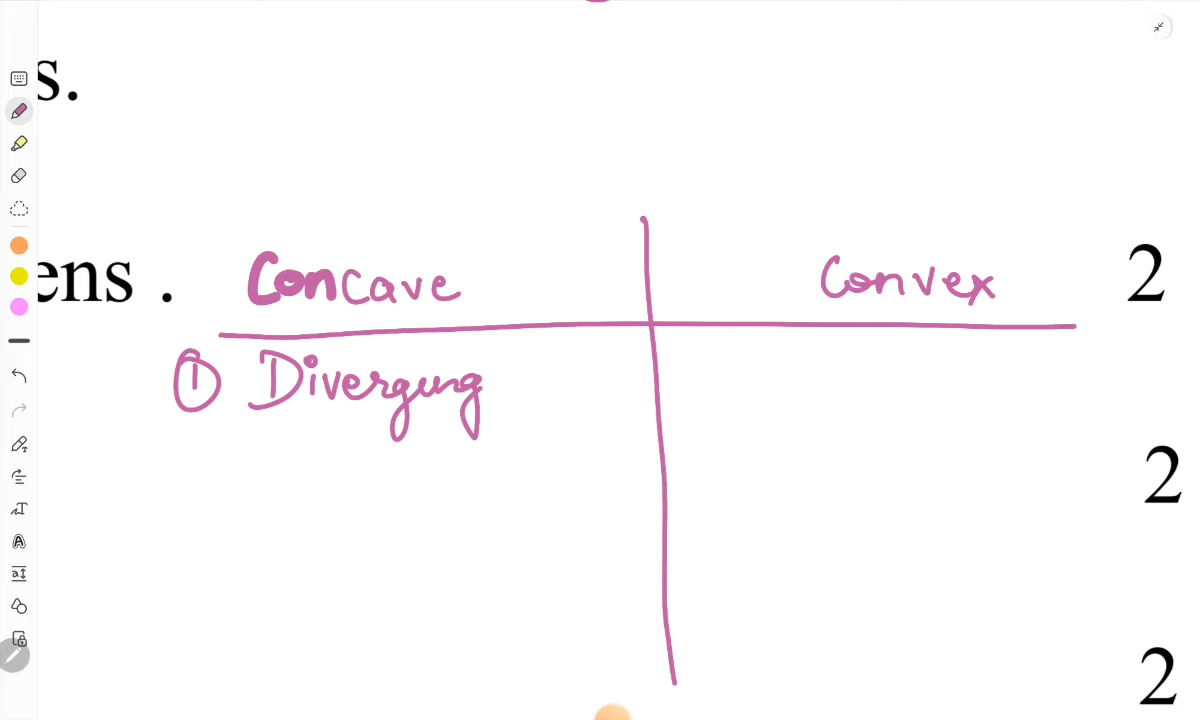 s.
ens . Concave Convex 2
① Diverging
2
2